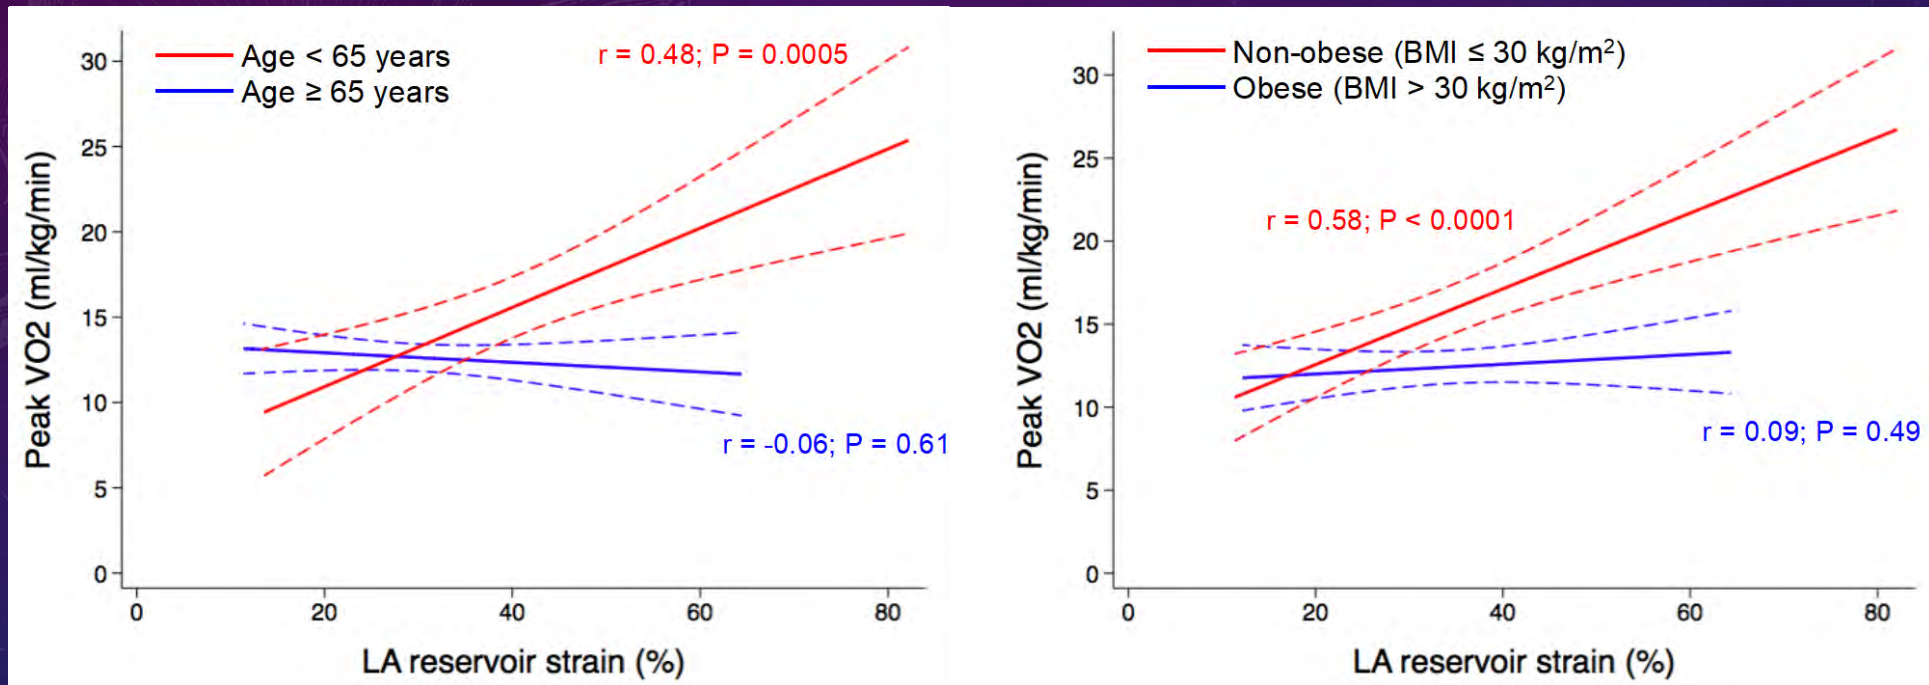 Age < 65 years
Age ≥ 65 years
r = 0.48; P = 0.0005
r = -0.06; P = 0.61
Peak VO2 (ml/kg/min)
30
25
20
15
10
5
0
0 20 40 60 80
LA reservoir strain (%)
Non-obese (BMI ≤ 30 kg/m²)
Obese (BMI > 30 kg/m²)
r = 0.58; P < 0.0001
r = 0.09; P = 0.49
Peak VO2 (ml/kg/min)
30
25
20
15
10
5
0
0 20 40 60 80
LA reservoir strain (%)